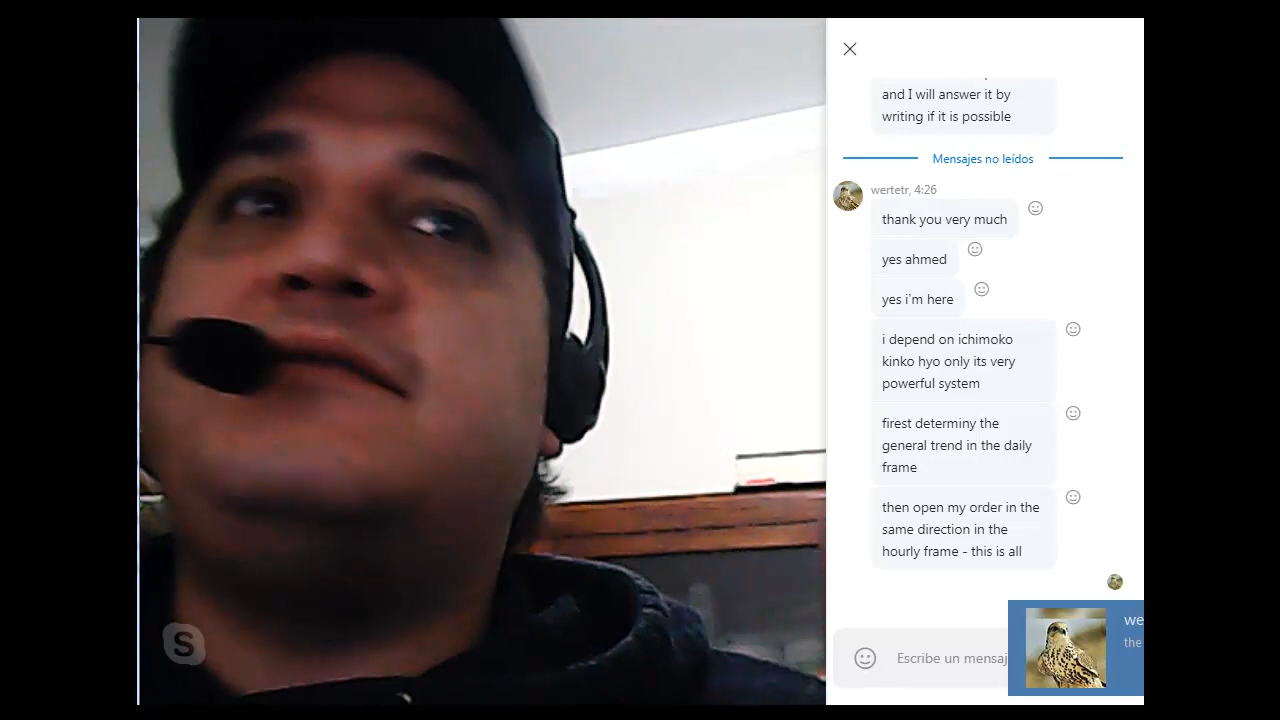 and I will answer it by
writing if it is possible
Mensajes no leídos
wertetr, 4:26
thank you very much
yes ahmed
yes i'm here
i depend on ichimoko
kinko hyo only its very
powerful system
firest determiny the
general trend in the daily
frame
then open my order in the
same direction in the
hourly frame - this is all
we
the
Escribe un mensaj
S